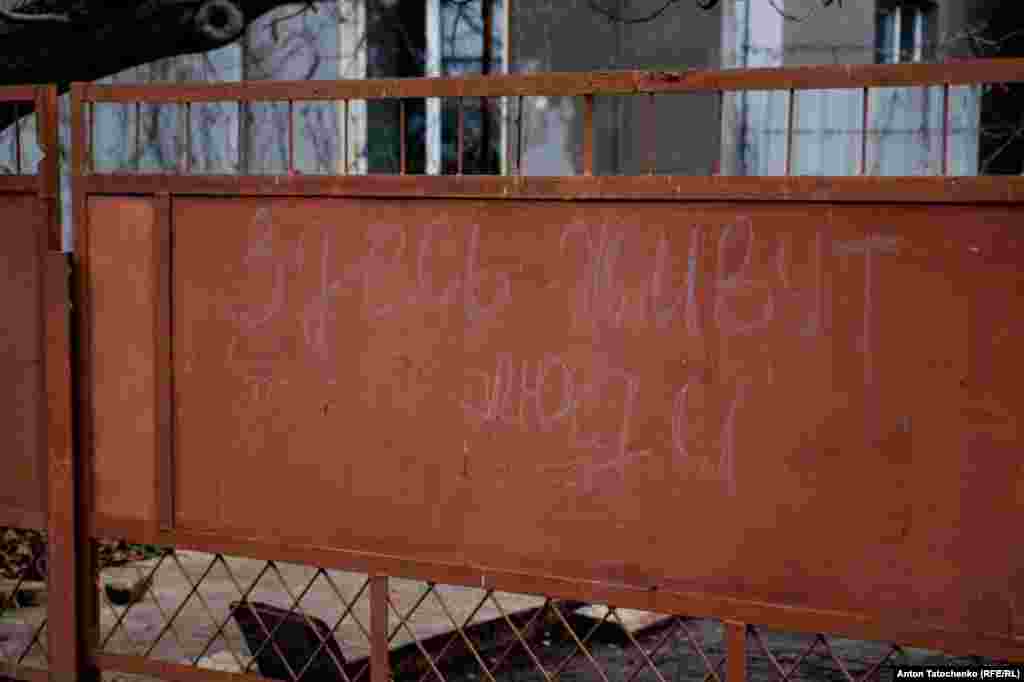 Здесь живут
люди
Anton Tatochenko (RFE/RL)